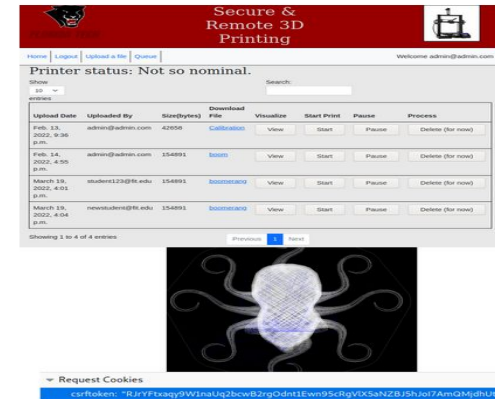 Secure &
Remote 3D
Printing
Home Logout Upload a file Queue Welcome admin@admin.com
Printer status: Not so nominal.
Show Search:
10
entries
Upload Date Uploaded By Size(bytes) Download File Visualize Start Print Pause Process
Feb. 13, 2022, 9:36 p.m. admin@admin.com 42658 Calibration View Start Pause Delete (for now)
Feb. 14, 2022, 4:55 p.m. admin@admin.com 154891 boom View Start Pause Delete (for now)
March 19, 2022, 4:01 p.m. student123@fit.edu 154891 boomerang View Start Pause Delete (for now)
March 19, 2022, 4:04 p.m. newstudent@fit.edu 154891 boomerang View Start Pause Delete (for now)
Showing 1 to 4 of 4 entries Previous 1 Next
Request Cookies
csrftoken: